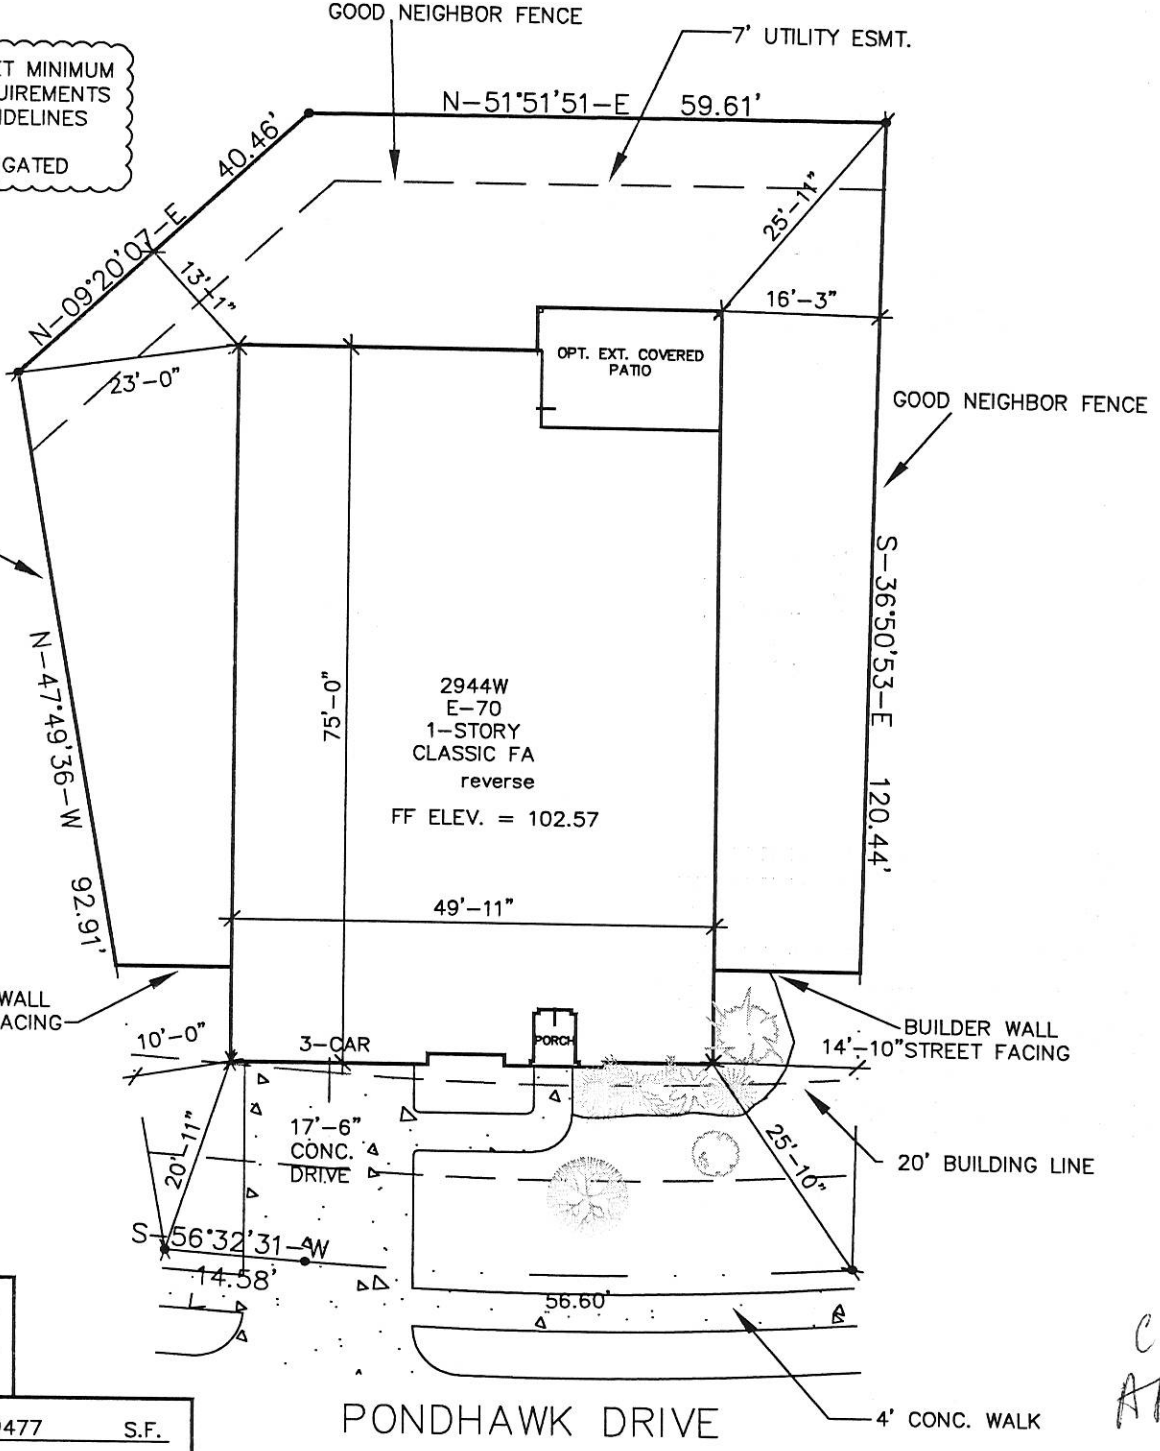 GOOD NEIGHBOR FENCE
7' UTILITY ESMT.
MINIMUM
GATED
N-51°51'51-E 59.61'
40.46'
N-09°20'07-E
13'-1"
25'-11"
16'-3"
23'-0"
OPT. EXT. COVERED
PATIO
GOOD NEIGHBOR FENCE
S-36°50'53-E 120.44'
N-47°49'36-W 92.91'
75'-0"
2944W
E-70
1-STORY
CLASSIC FA
reverse
FF ELEV. = 102.57
49'-11"
WALL
10'-0"
3-CAR
PORCH
BUILDER WALL
STREET FACING
14'-10"
17'-6"
CONC.
DRIVE
20'-11"
25'-10"
20' BUILDING LINE
S-56°32'31-W
14.58'
56.60'
PONDHAWK DRIVE
4' CONC. WALK
S.F.